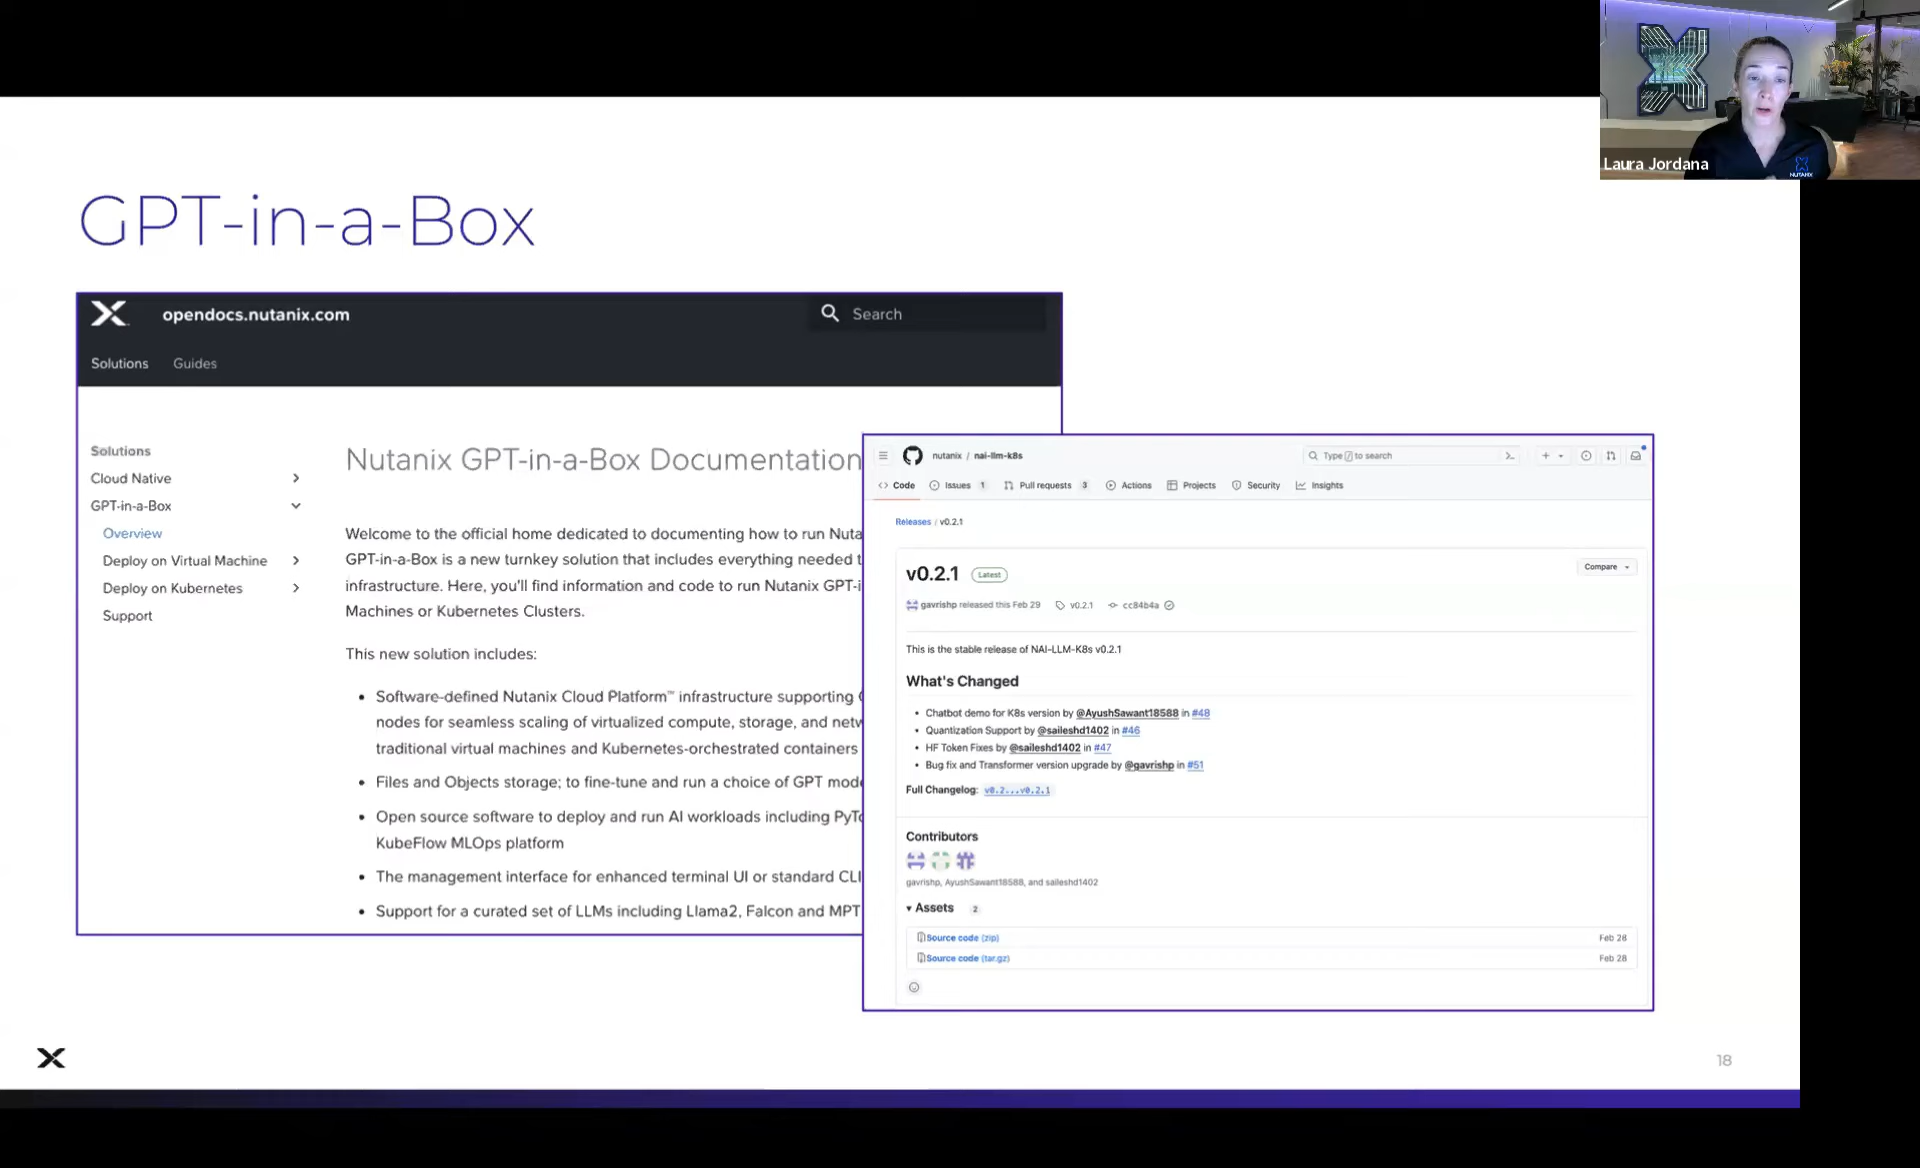 Laura Jordana
NUTANIX
GPT-in-a-Box
opendocs.nutanix.com
Search
Solutions
Guides
Solutions
Cloud Native
GPT-in-a-Box
Overview
Deploy on Virtual Machine
Deploy on Kubernetes
Support
Nutanix GPT-in-a-Box Documentation
Welcome to the official home dedicated to documenting how to run Nuta
GPT-in-a-Box is a new turnkey solution that includes everything needed t
infrastructure. Here, you'll find information and code to run Nutanix GPT-i
Machines or Kubernetes Clusters.
This new solution includes:
• Software-defined Nutanix Cloud Platform™ infrastructure supporting
nodes for seamless scaling of virtualized compute, storage, and netw
traditional virtual machines and Kubernetes-orchestrated containers
• Files and Objects storage; to fine-tune and run a choice of GPT mode
• Open source software to deploy and run AI workloads including PyTo
KubeFlow MLOps platform
• The management interface for enhanced terminal UI or standard CLI
• Support for a curated set of LLMs including Llama2, Falcon and MPT
nutanix / nai-llm-k8s
Type / to search
Code
Issues 1
Pull requests 3
Actions
Projects
Security
Insights
Releases / v0.2.1
v0.2.1 Latest
Compare
gavrishp released this Feb 29 v0.2.1 cc84b4a
This is the stable release of NAI-LLM-K8s v0.2.1
What's Changed
• Chatbot demo for K8s version by @AyushSawant18588 in #48
• Quantization Support by @saileshd1402 in #46
• HF Token Fixes by @saileshd1402 in #47
• Bug fix and Transformer version upgrade by @gavrishp in #51
Full Changelog: v0.2...v0.2.1
Contributors
gavrishp, AyushSawant18588, and saileshd1402
Assets 2
Source code (zip) Feb 28
Source code (tar.gz) Feb 28
18